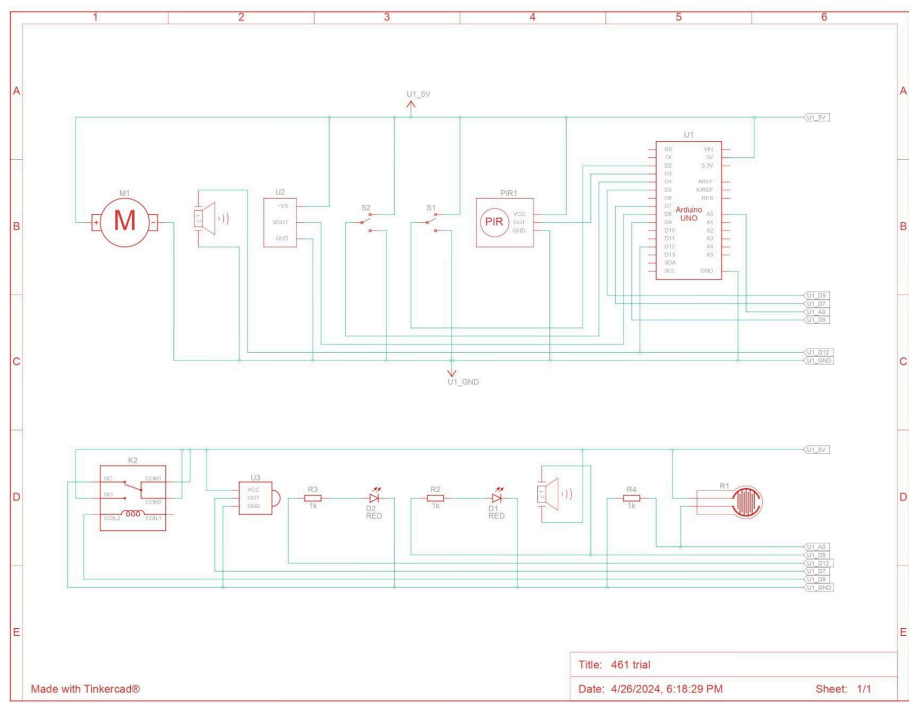 1 2 3 4 5 6
A A
U1_5V
U1_5V
U1
RX VIN
TX 5V
D2 3.3V
D3
D4 AREF
D5 IOREF
D6 RES
D7
D8 A0
D9 A1
D10 A2
D11 A3
D12 A4
D13 A5
SDA
SCL GND
Arduino
UNO
M1
M
+ -
U2
+VS
VOUT
GND
S2
S1
PIR1
PIR
VCC
OUT
GND
B B
U1_D5
U1_D7
U1_A0
U1_D9
U1_D12
U1_GND
C C
U1_GND
U1_5V
K2
NC COM1
NO
COM2
COIL2 COIL1
U3
VCC
OUT
GND
R3
1k
D2
RED
R2
1k
D1
RED
R4
1k
R1
D D
U1_A0
U1_D5
U1_D12
U1_D7
U1_D9
U1_GND
E E
Title: 461 trial
Made with Tinkercad®
Date: 4/26/2024, 6:18:29 PM Sheet: 1/1